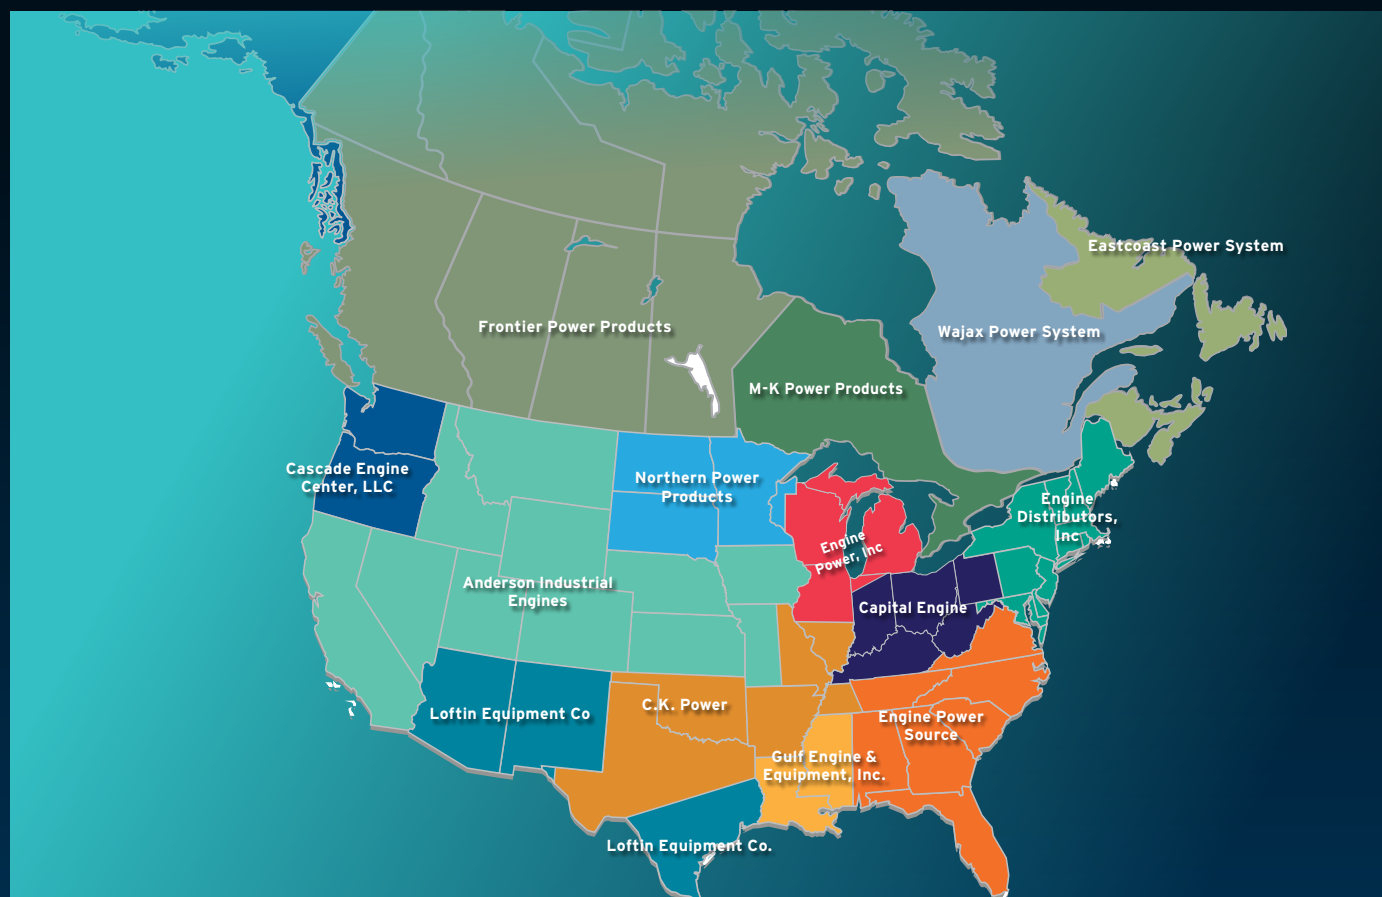 Eastcoast Power System
Frontier Power Products
Wajax Power System
M-K Power Products
Cascade Engine
Center, LLC
Northern Power
Products
Engine
Distributors,
Inc
Engine
Power, Inc
Anderson Industrial
Engines
Capital Engine
Loftin Equipment Co
C.K. Power
Engine Power
Source
Gulf Engine &
Equipment, Inc.
Loftin Equipment Co.